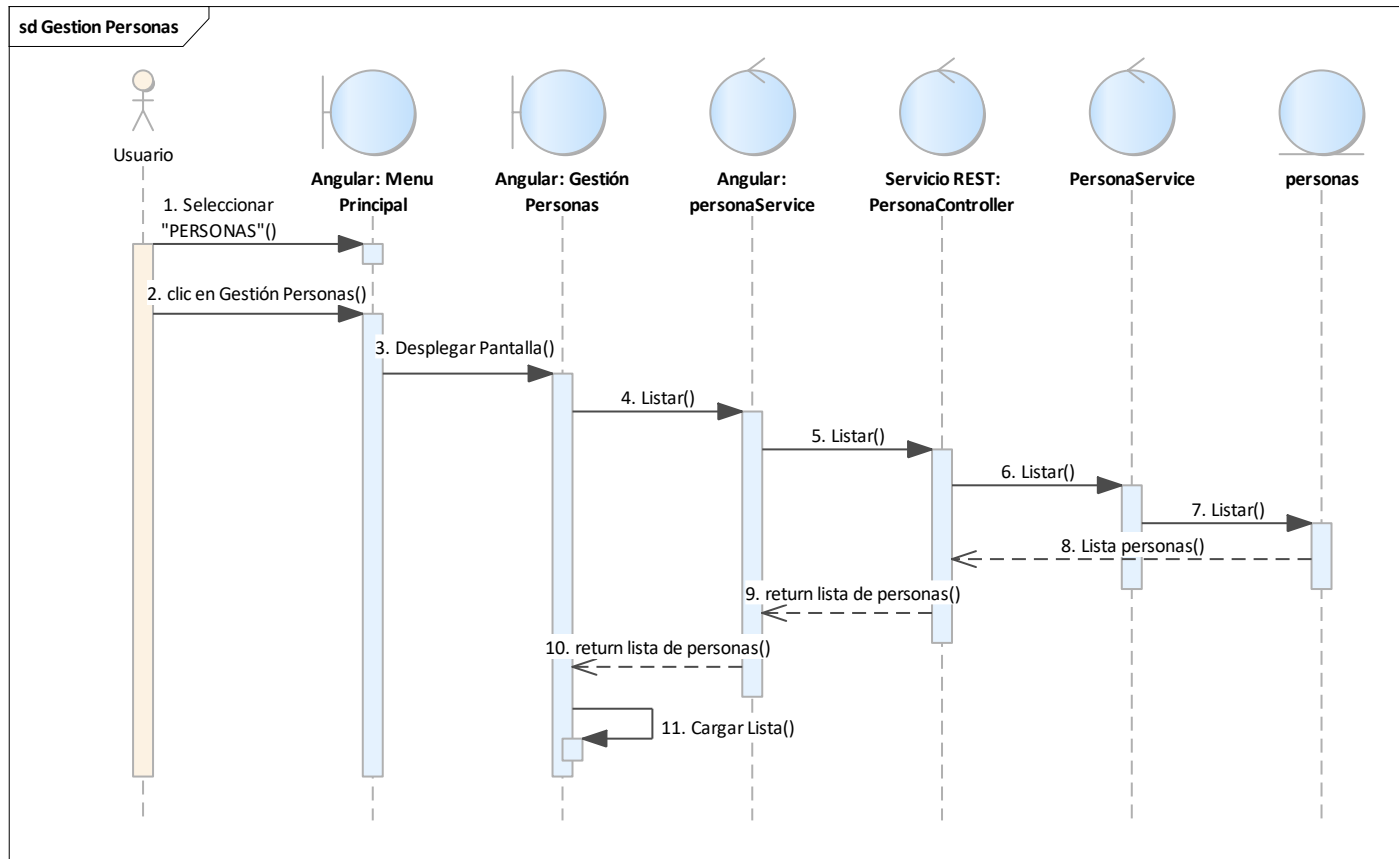 sd Gestion Personas
Usuario
Angular: Menu
Principal
Angular: Gestión
Personas
Angular:
personaService
Servicio REST:
PersonaController
PersonaService
personas
1. Seleccionar
"PERSONAS"()
2. clic en Gestión Personas()
3. Desplegar Pantalla()
4. Listar()
5. Listar()
6. Listar()
7. Listar()
8. Lista personas()
9. return lista de personas()
10. return lista de personas()
11. Cargar Lista()